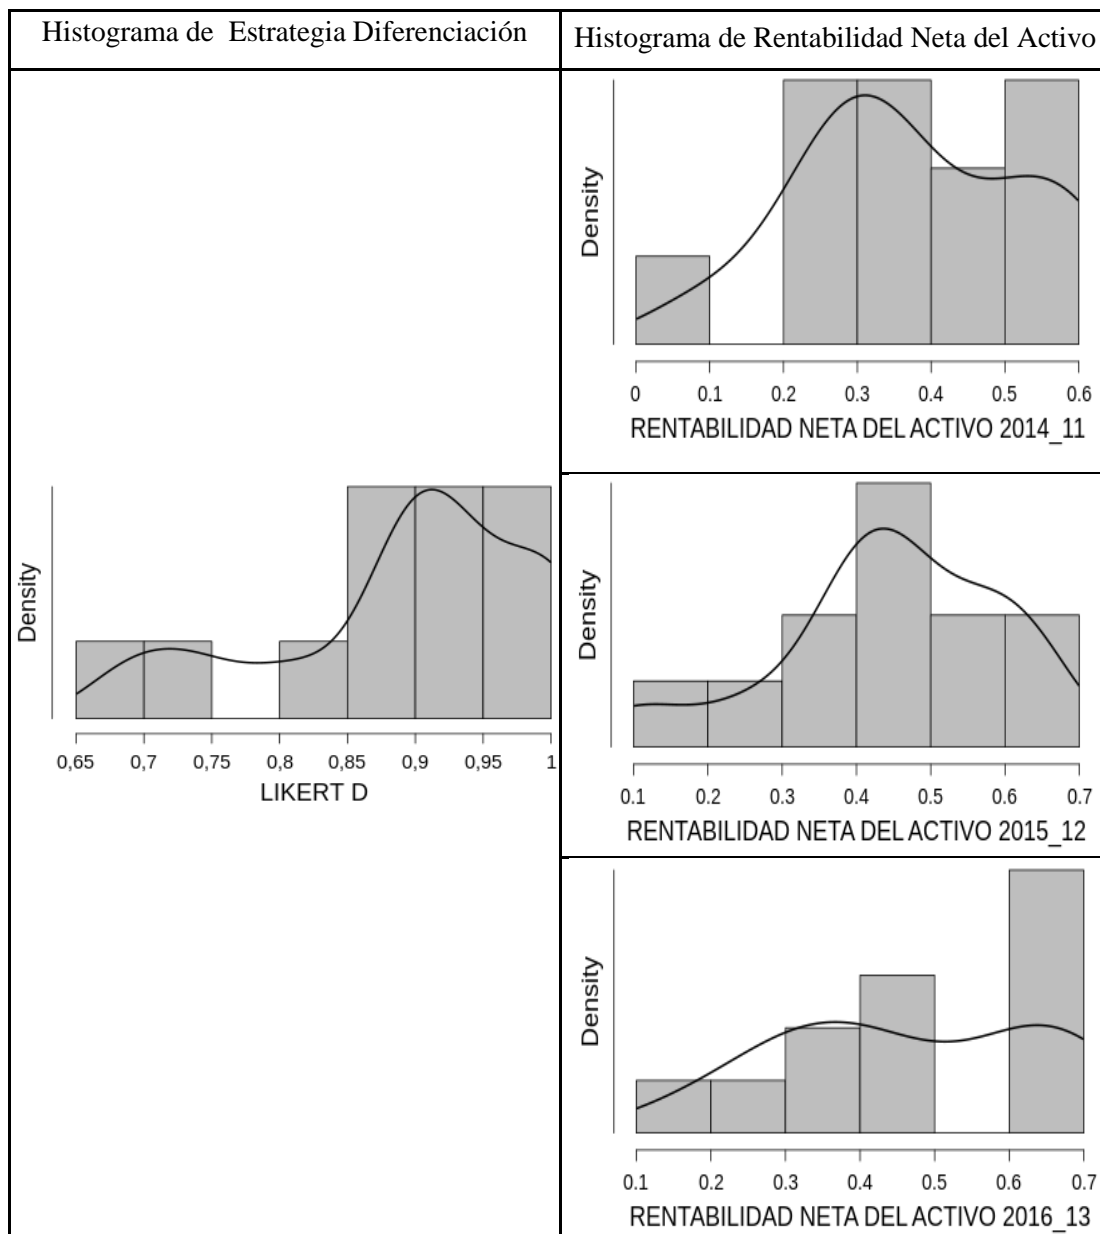 Histograma de Estrategia Diferenciación
Histograma de Rentabilidad Neta del Activo
Density
0,65 0,7 0,75 0,8 0,85 0,9 0,95 1
LIKERT D
Density
0 0.1 0.2 0.3 0.4 0.5 0.6
RENTABILIDAD NETA DEL ACTIVO 2014_11
Density
0.1 0.2 0.3 0.4 0.5 0.6 0.7
RENTABILIDAD NETA DEL ACTIVO 2015_12
Density
0.1 0.2 0.3 0.4 0.5 0.6 0.7
RENTABILIDAD NETA DEL ACTIVO 2016_13